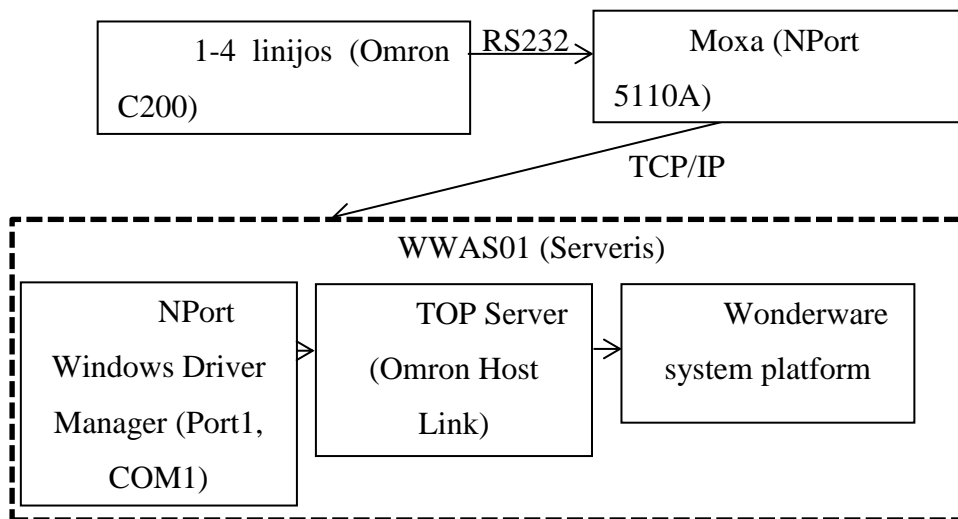 1-4 linijos (Omron
C200)
RS232
Moxa (NPort
5110A)
TCP/IP
WWAS01 (Serveris)
NPort
Windows Driver
Manager (Port1,
COM1)
TOP Server
(Omron Host
Link)
Wonderware
system platform